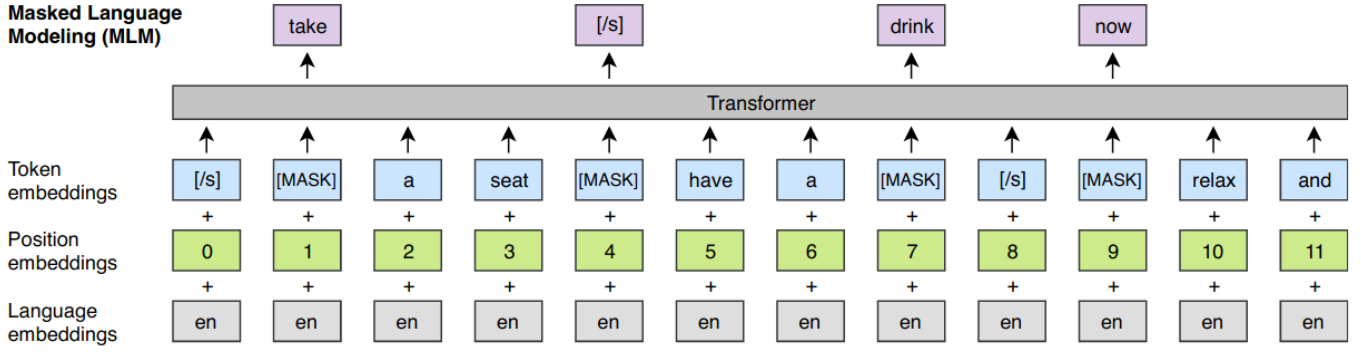 Masked Language
Modeling (MLM)
take [/s] drink now
Transformer
Token
embeddings
[/s] [MASK] a seat [MASK] have a [MASK] [/s] [MASK] relax and
+ + + + + + + + + + + +
Position
embeddings
0 1 2 3 4 5 6 7 8 9 10 11
+ + + + + + + + + + + +
Language
embeddings
en en en en en en en en en en en en